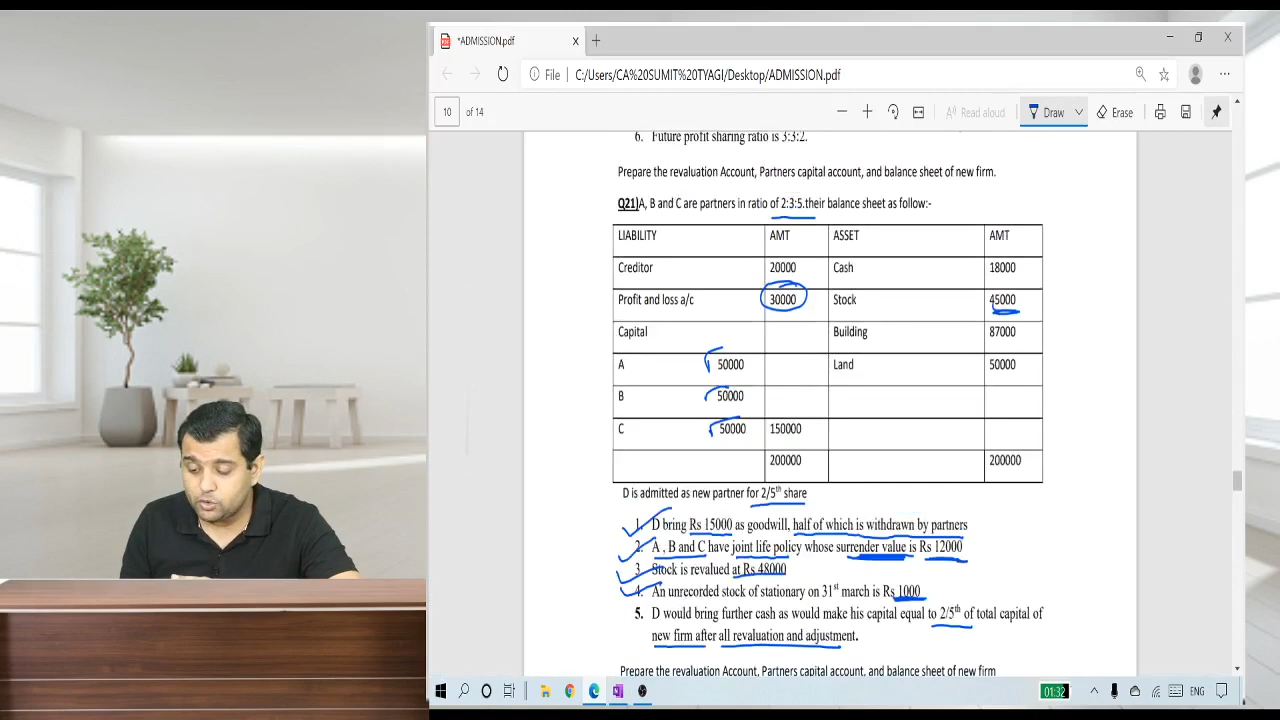 *ADMISSION.pdf
File | C:/Users/CA%20SUMIT%20TYAGI/Desktop/ADMISSION.pdf
10 of 14 Read aloud Draw Erase
6. Future profit sharing ratio is 3:3:2.
Prepare the revaluation Account, Partners capital account, and balance sheet of new firm.
Q21)A, B and C are partners in ratio of 2:3:5.their balance sheet as follow:-
LIABILITY AMT ASSET AMT
Creditor 20000 Cash 18000
Profit and loss a/c 30000 Stock 45000
Capital Building 87000
A 50000 Land 50000
B 50000
C 50000 150000
200000 200000
D is admitted as new partner for 2/5th share
1. D bring Rs 15000 as goodwill, half of which is withdrawn by partners
2. A , B and C have joint life policy whose surrender value is Rs 12000
3 Stock is revalued at Rs 48000
4. An unrecorded stock of stationary on 31st march is Rs 1000
5. D would bring further cash as would make his capital equal to 2/5th of total capital of
new firm after all revaluation and adjustment.
Prepare the revaluation Account, Partners capital account, and balance sheet of new firm
01:32 ENG